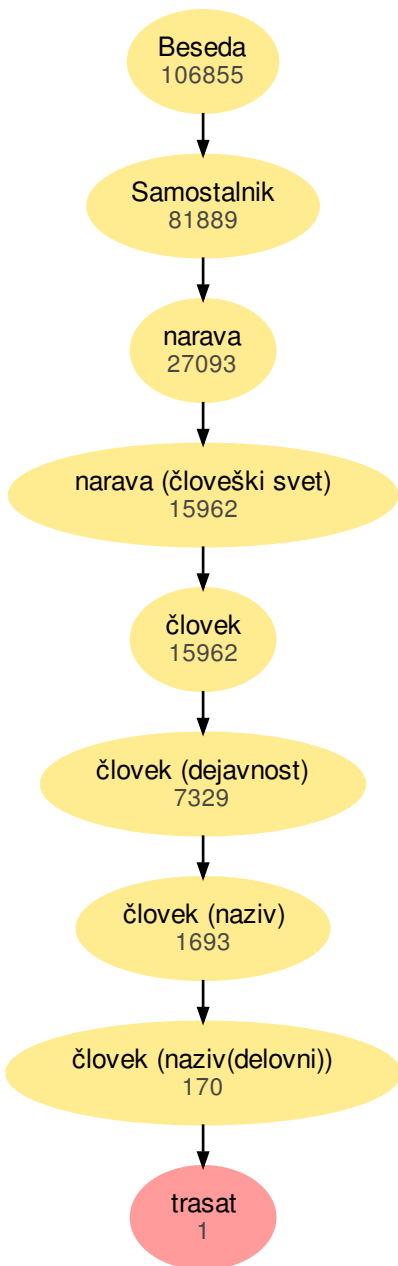 Beseda
106855
Samostalnik
81889
narava
27093
narava (človeški svet)
15962
človek
15962
človek (dejavnost)
7329
človek (naziv)
1693
človek (naziv(delovni))
170
trasat
1